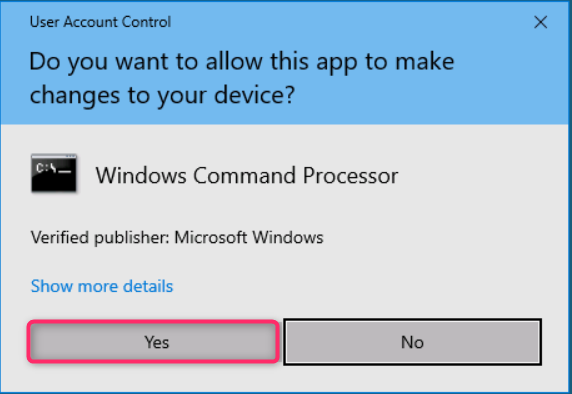 User Account Control
Do you want to allow this app to make
changes to your device?
C:\_
Windows Command Processor
Verified publisher: Microsoft Windows
Show more details
Yes
No